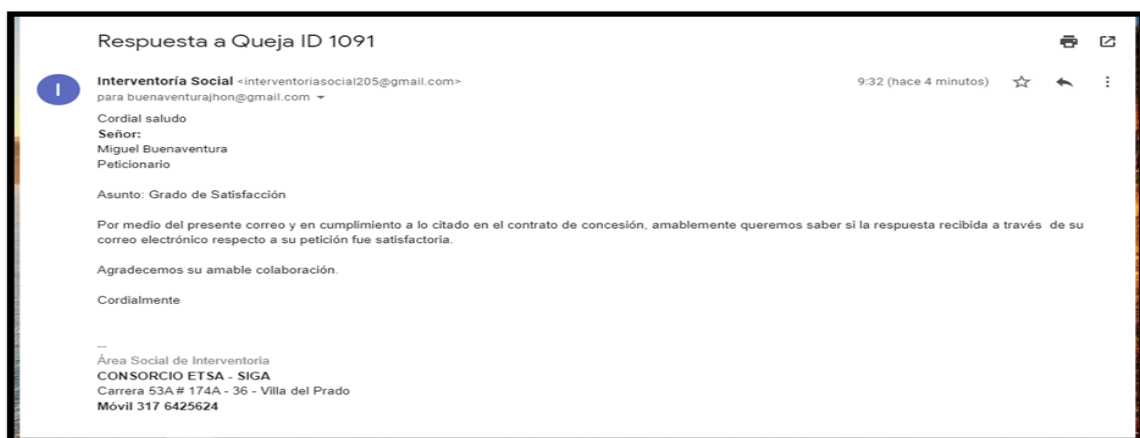 Respuesta a Queja ID 1091
Interventoría Social <interventoriasocial205@gmail.com>
9:32 (hace 4 minutos)
para buenaventurajhon@gmail.com
I
Cordial saludo
Señor:
Miguel Buenaventura
Peticionario
Asunto: Grado de Satisfacción
Por medio del presente correo y en cumplimiento a lo citado en el contrato de concesión, amablemente queremos saber si la respuesta recibida a través de su
correo electrónico respecto a su petición fue satisfactoria.
Agradecemos su amable colaboración.
Cordialmente
--
Área Social de Interventoria
CONSORCIO ETSA - SIGA
Carrera 53A # 174A - 36 - Villa del Prado
Móvil 317 6425624